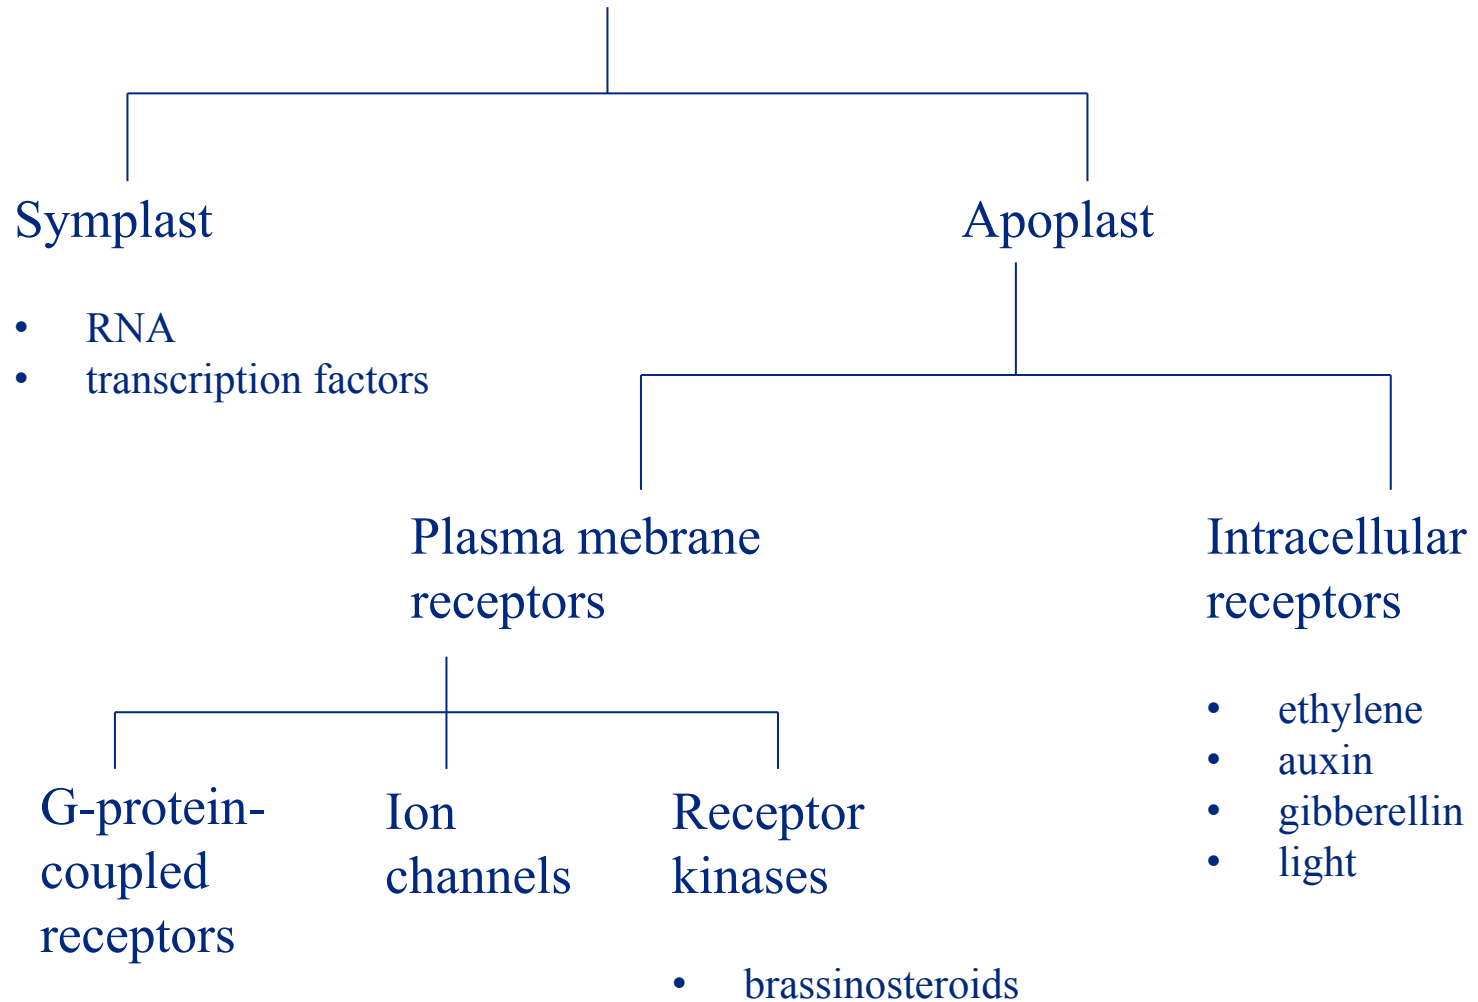 Symplast
Apoplast
• RNA
• transcription factors
Plasma mebrane
receptors
Intracellular
receptors
• ethylene
• auxin
• gibberellin
• light
G-protein-
coupled
receptors
Ion
channels
Receptor
kinases
• brassinosteroids